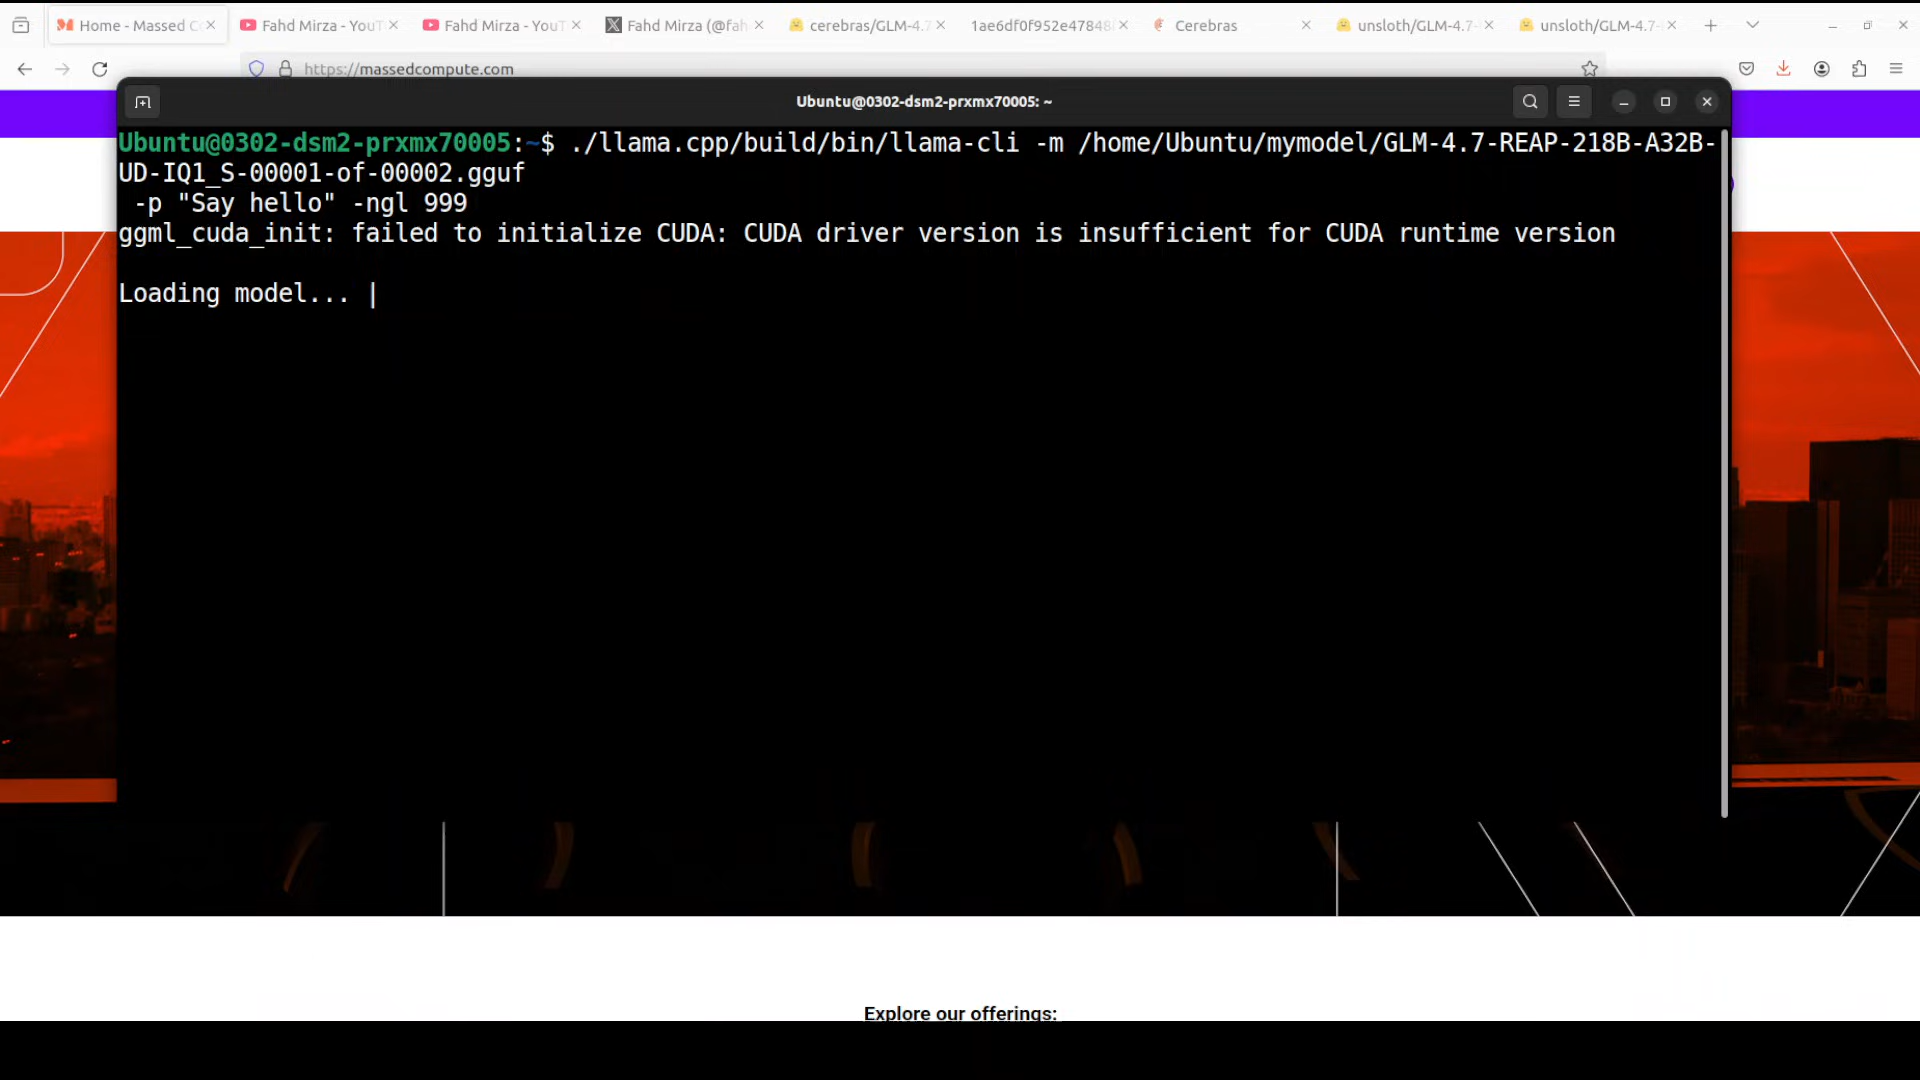 Home - Massed C
Fahd Mirza - YouT
Fahd Mirza - YouT
Fahd Mirza (@fah
cerebras/GLM-4.7
1ae6df0f952e47848
Cerebras
unsloth/GLM-4.7-
unsloth/GLM-4.7-
https://massedcompute.com
Ubuntu@0302-dsm2-prxmx70005: ~
Ubuntu@0302-dsm2-prxmx70005:~$ ./llama.cpp/build/bin/llama-cli -m /home/Ubuntu/mymodel/GLM-4.7-REAP-218B-A32B-
UD-IQ1_S-00001-of-00002.gguf
-p "Say hello" -ngl 999
ggml_cuda_init: failed to initialize CUDA: CUDA driver version is insufficient for CUDA runtime version
Loading model... |
Explore our offerings: